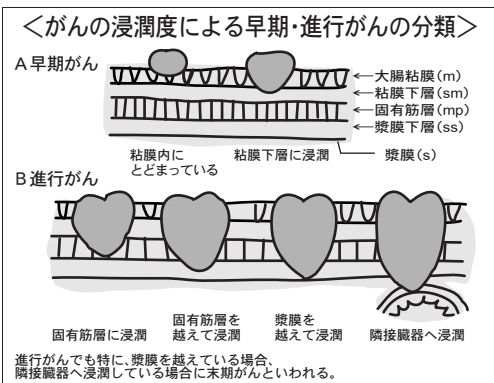 ＜がんの浸潤度による早期･進行がんの分類＞
A 早期がん
大腸粘膜(m)
粘膜下層(sm)
固有筋層(mp)
漿膜下層(ss)
漿膜(s)
粘膜内に
とどまっている
粘膜下層に浸潤
B 進行がん
固有筋層に浸潤
固有筋層を
越えて浸潤
漿膜を
越えて浸潤
隣接臓器へ浸潤
進行がんでも特に、漿膜を越えている場合、
隣接臓器へ浸潤している場合に末期がんといわれる。